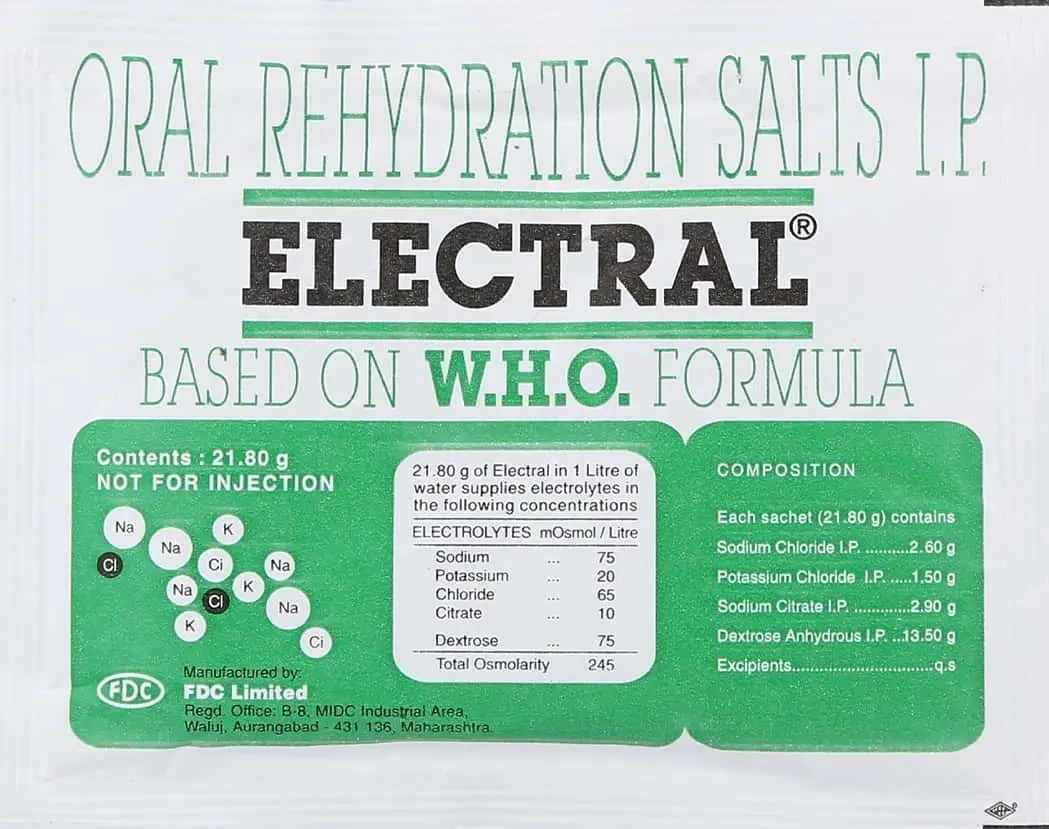 ORAL REHYDRATION SALTS I.P.
ELECTRAL®
BASED ON W.H.O. FORMULA
Contents : 21.80 g
NOT FOR INJECTION
Na
K
Na
Cl
Ci
Na
Na
K
Cl
Na
K
Ci
FDC
Manufactured by:
FDC Limited
Regd. Office: B-8, MIDC Industrial Area,
Waluj, Aurangabad - 431 136, Maharashtra.
21.80 g of Electral in 1 Litre of
water supplies electrolytes in
the following concentrations
ELECTROLYTES mOsmol / Litre
Sodium ... 75
Potassium ... 20
Chloride ... 65
Citrate ... 10
Dextrose ... 75
Total Osmolarity 245
COMPOSITION
Each sachet (21.80 g) contains
Sodium Chloride I.P. ..........2.60 g
Potassium Chloride I.P. .....1.50 g
Sodium Citrate I.P. .............2.90 g
Dextrose Anhydrous I.P. ..13.50 g
Excipients.................................q.s